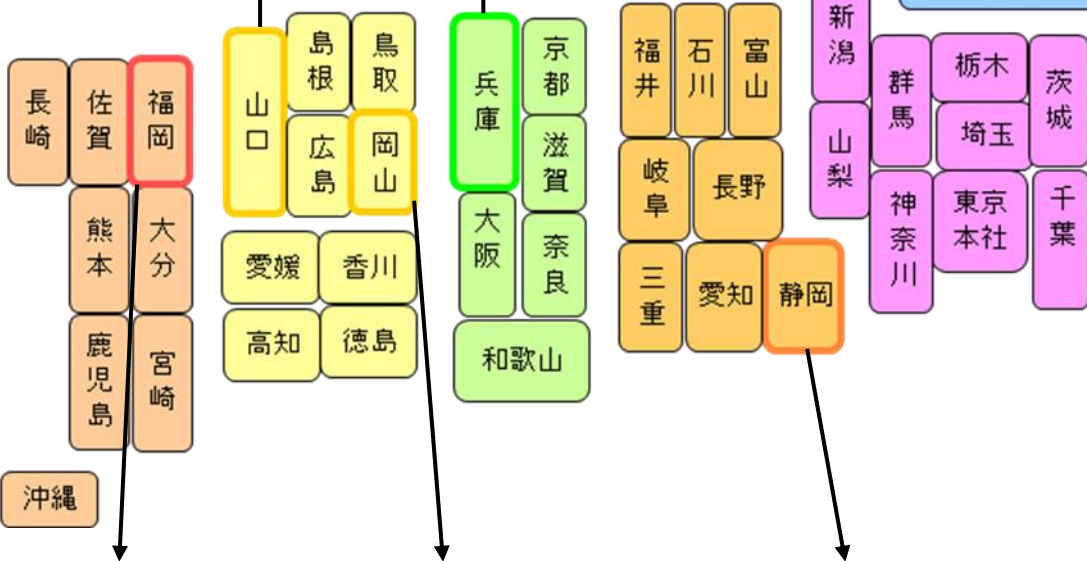 長崎
佐賀
福岡
熊本
大分
鹿児島
宮崎
沖縄
山口
島根
鳥取
広島
岡山
愛媛
香川
高知
徳島
兵庫
京都
滋賀
大阪
奈良
和歌山
福井
石川
富山
岐阜
長野
三重
愛知
静岡
新潟
山梨
群馬
栃木
茨城
埼玉
神奈川
東京
本社
千葉